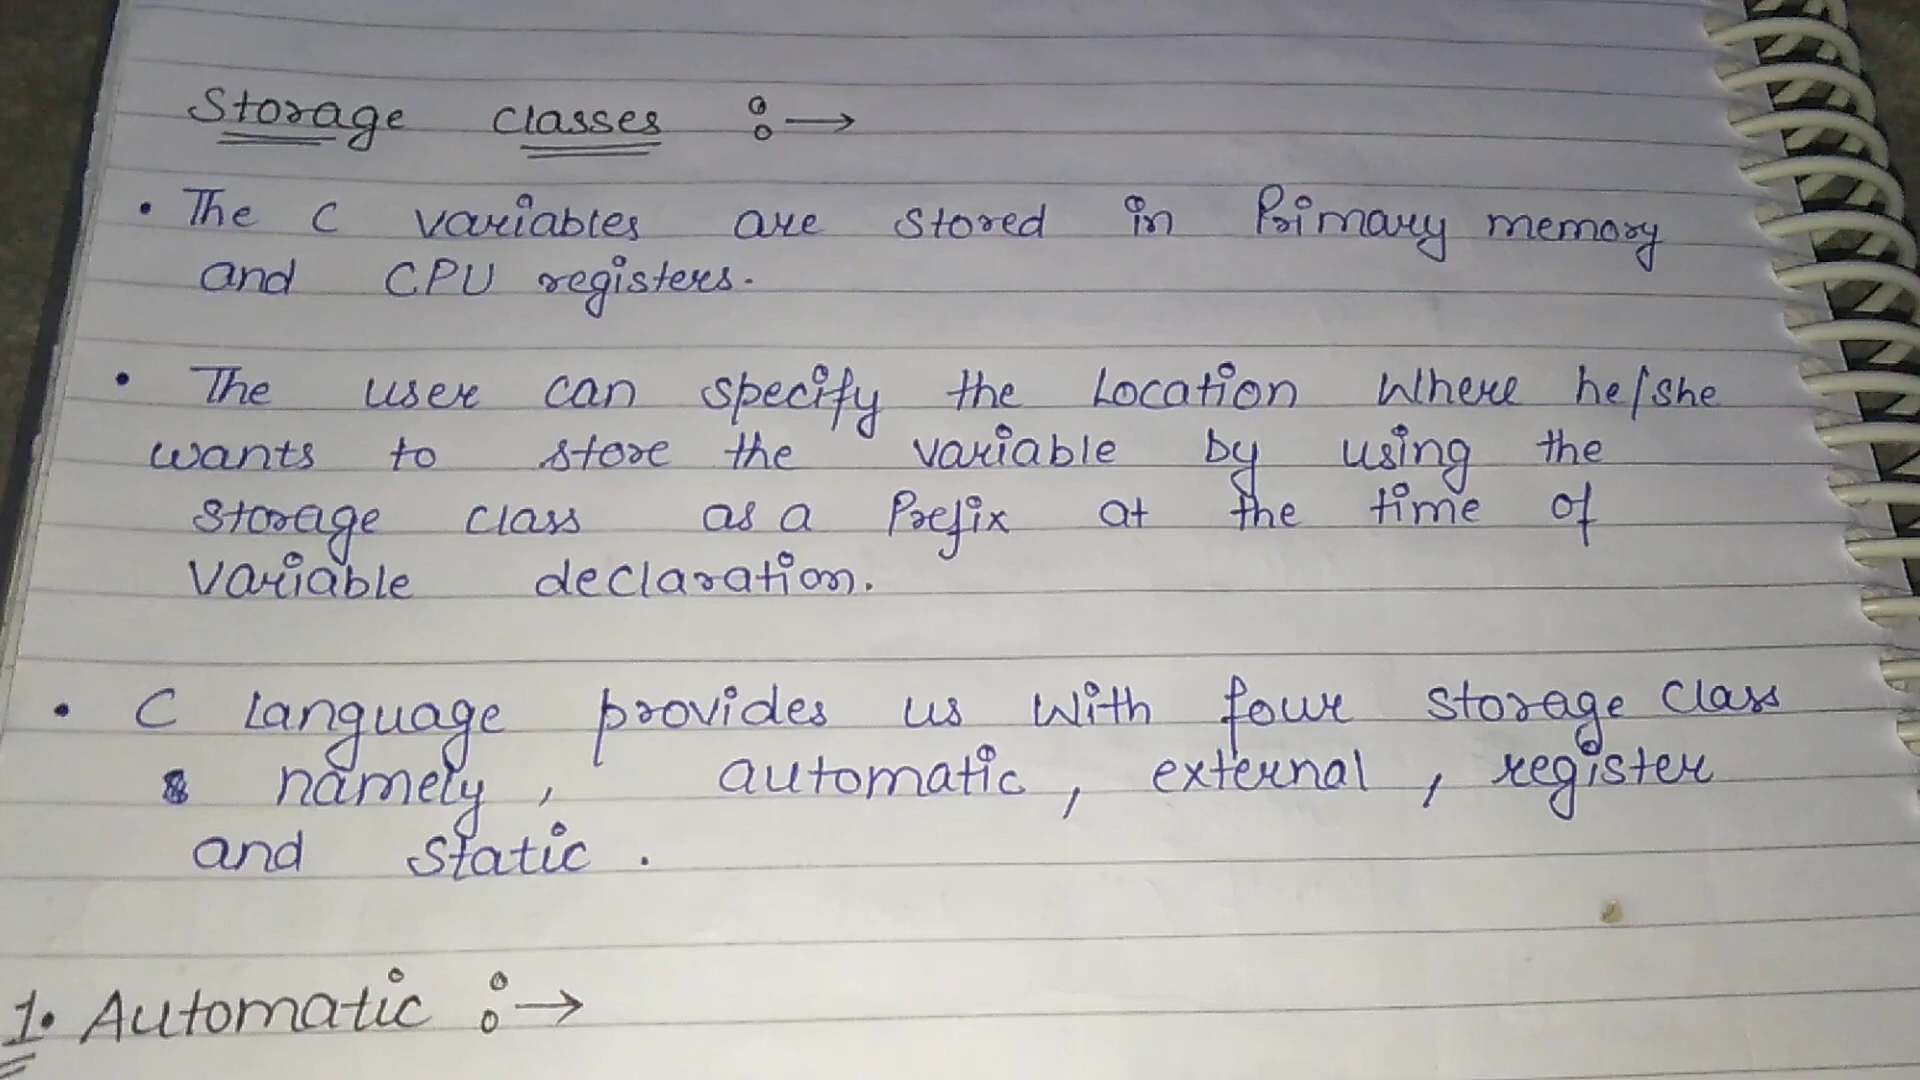 Storage classes :→
• The C variables are stored in Primary memory
and CPU registers.
• The user can specify the Location Where he/she
wants to store the variable by using the
storage class as a Prefix at the time of
Variable declaration.
• C Language provides us With four storage Class
namely, automatic, external, register
and static.
1. Automatic :→